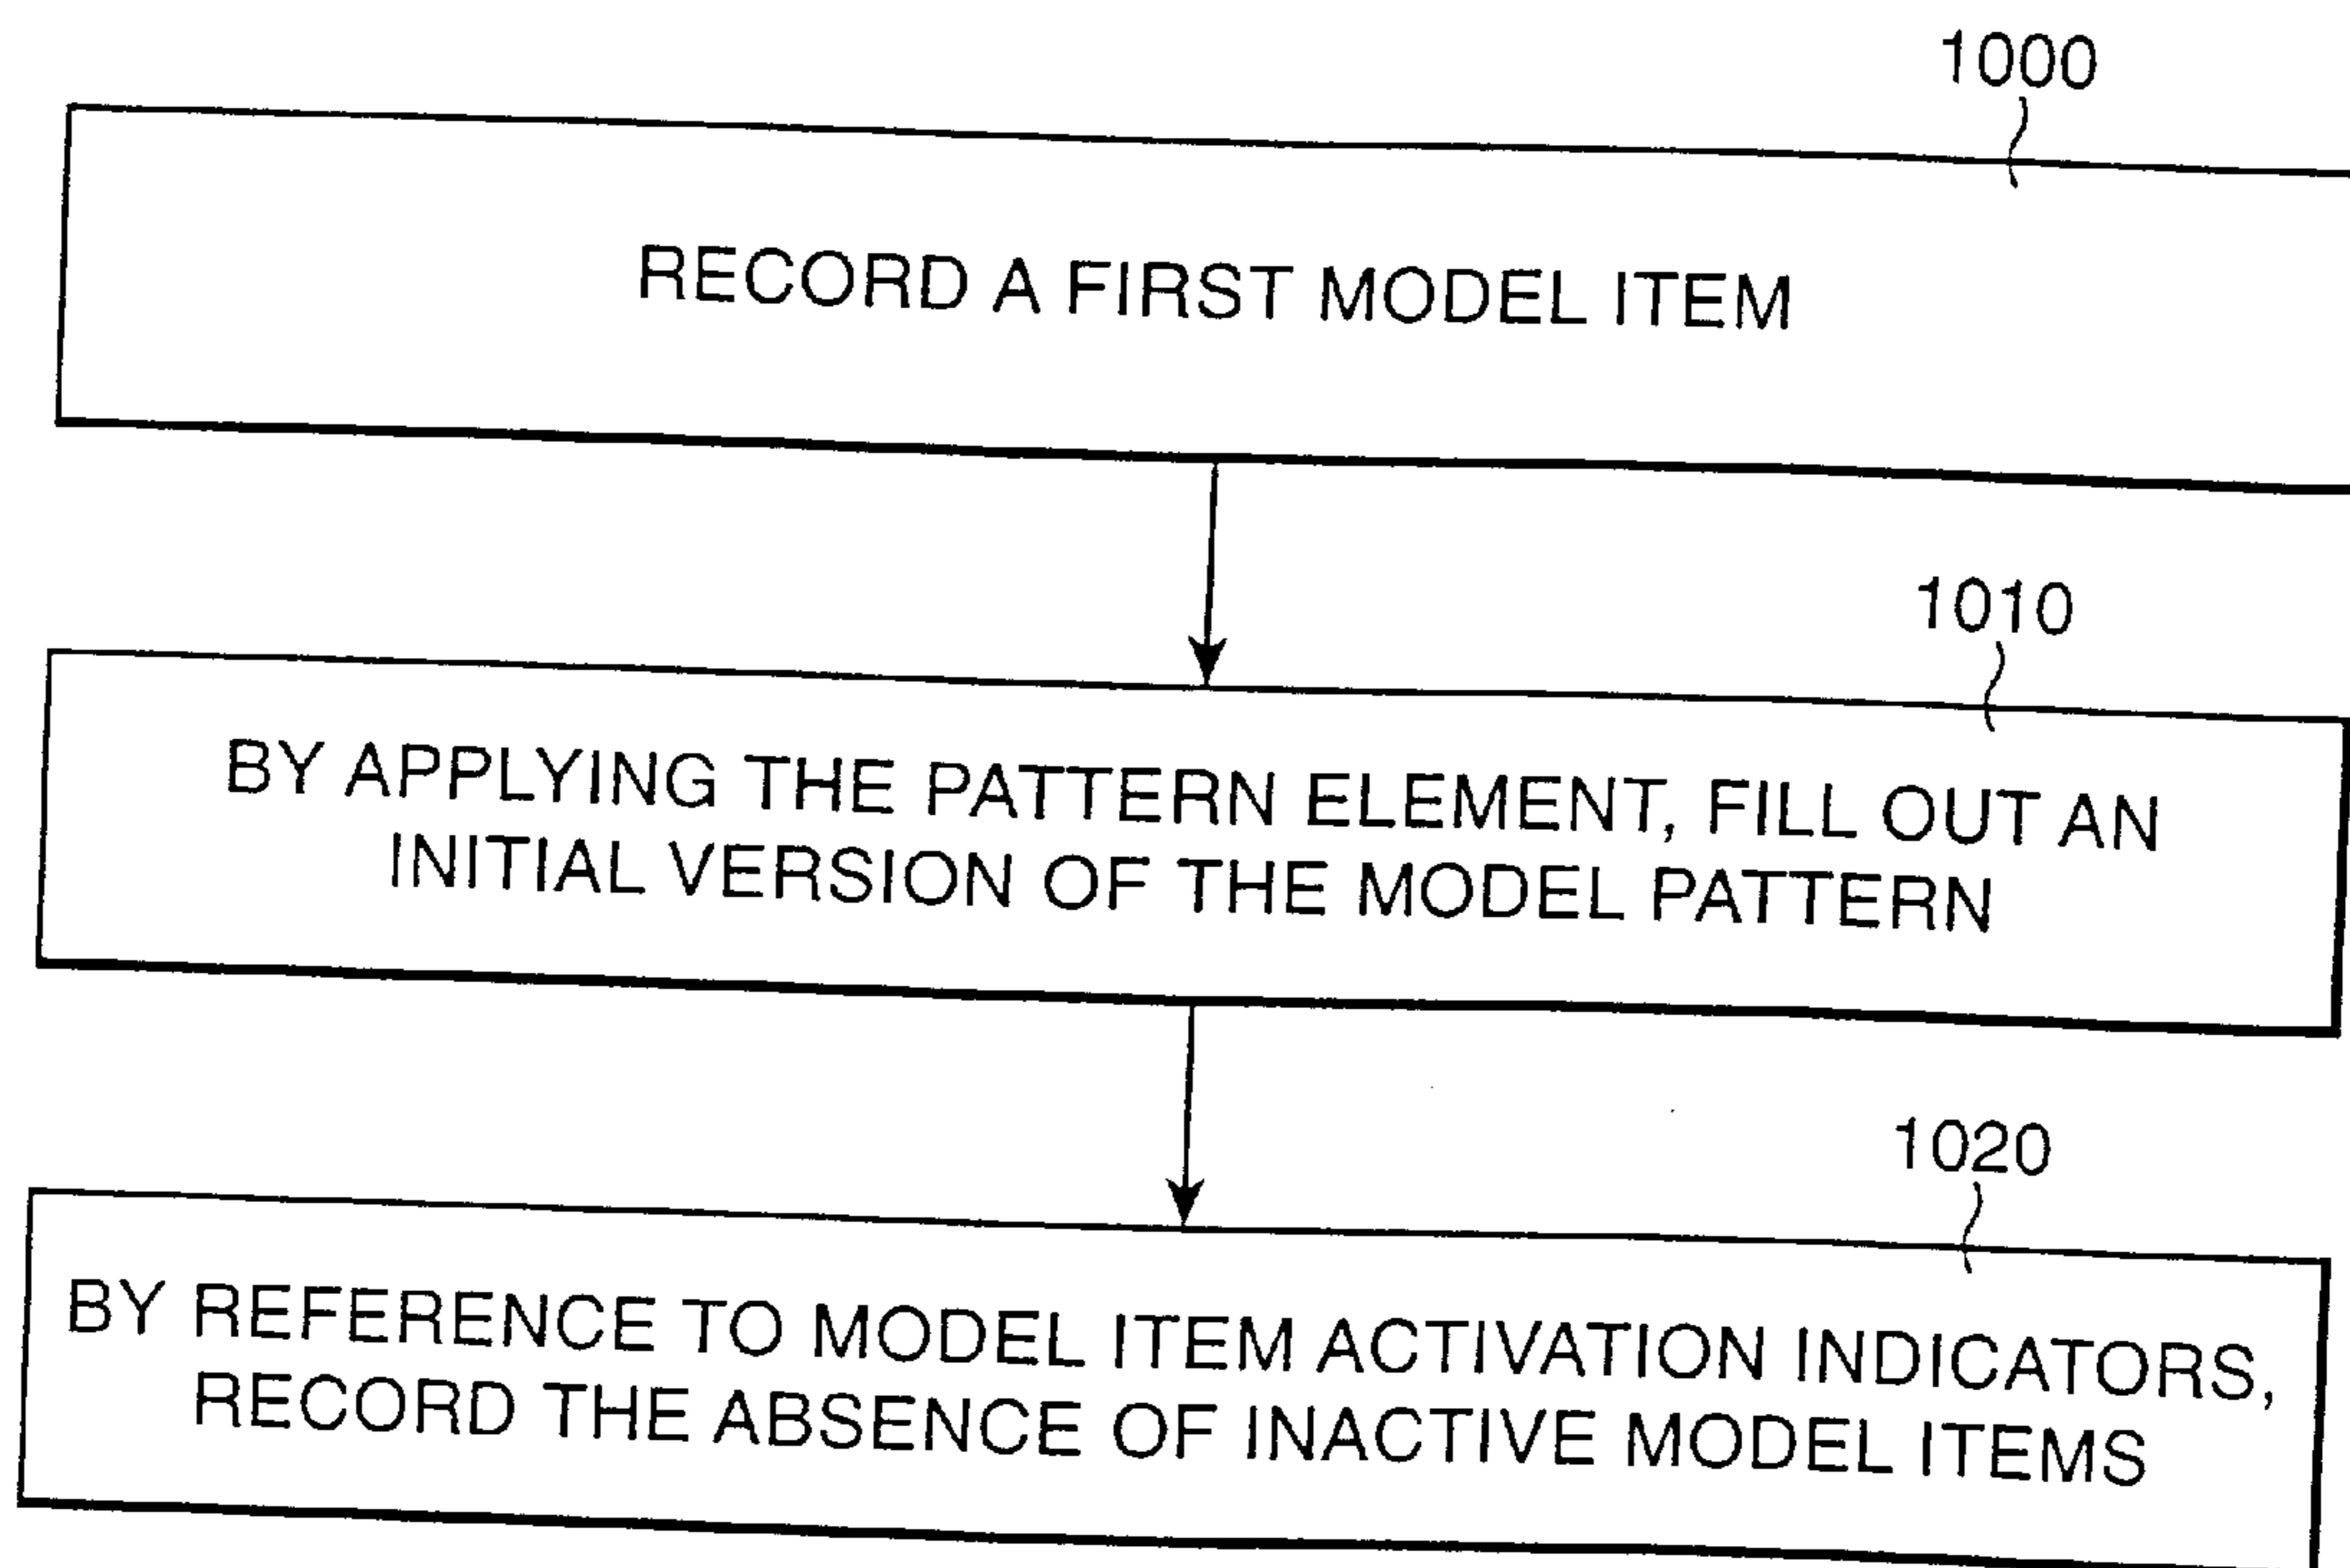 1000
RECORD A FIRST MODEL ITEM
1010
BY APPLYING THE PATTERN ELEMENT, FILL OUT AN
INITIAL VERSION OF THE MODEL PATTERN
1020
BY REFERENCE TO MODEL ITEM ACTIVATION INDICATORS,
RECORD THE ABSENCE OF INACTIVE MODEL ITEMS